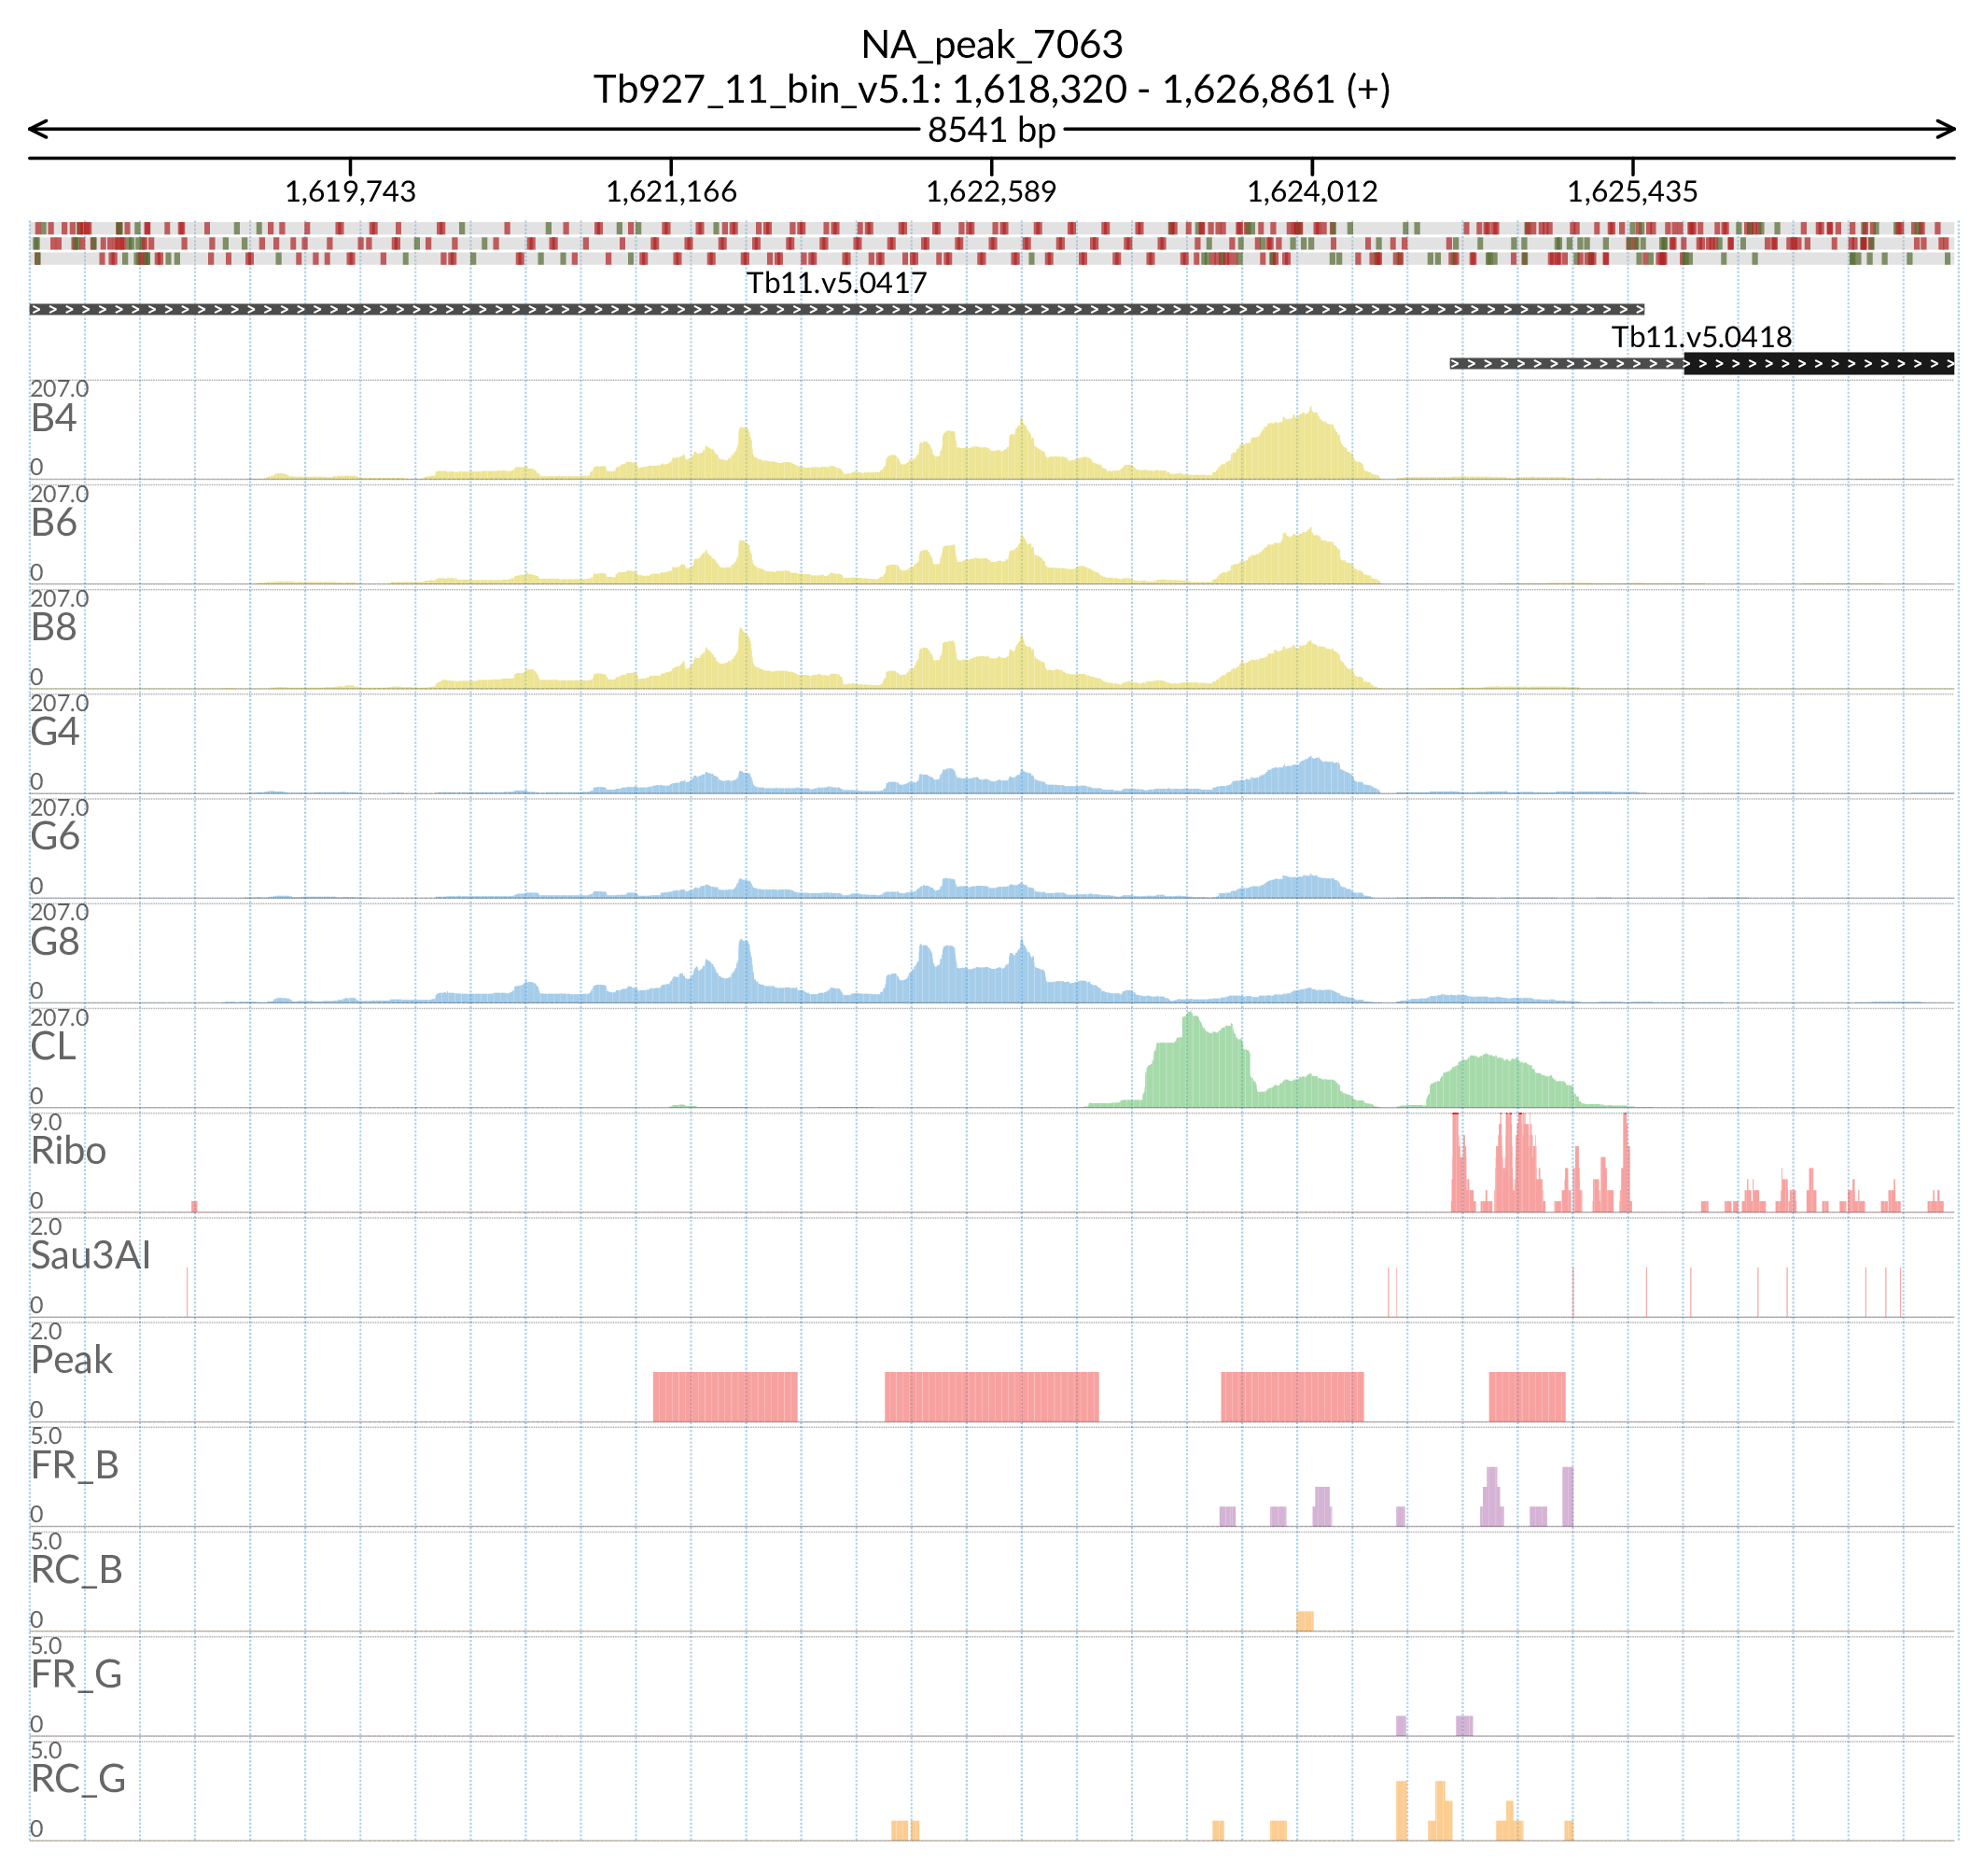 NA_peak_7063
Tb927_11_bin_v5.1: 1,618,320 - 1,626,861 (+)
8541 bp
1,619,743 1,621,166 1,622,589 1,624,012 1,625,435
Tb11.v5.0417
Tb11.v5.0418
207.0
B4
0
207.0
B6
0
207.0
B8
0
207.0
G4
0
207.0
G6
0
207.0
G8
0
207.0
CL
0
9.0
Ribo
0
2.0
Sau3AI
0
2.0
Peak
0
5.0
FR_B
0
5.0
RC_B
0
5.0
FR_G
0
5.0
RC_G
0